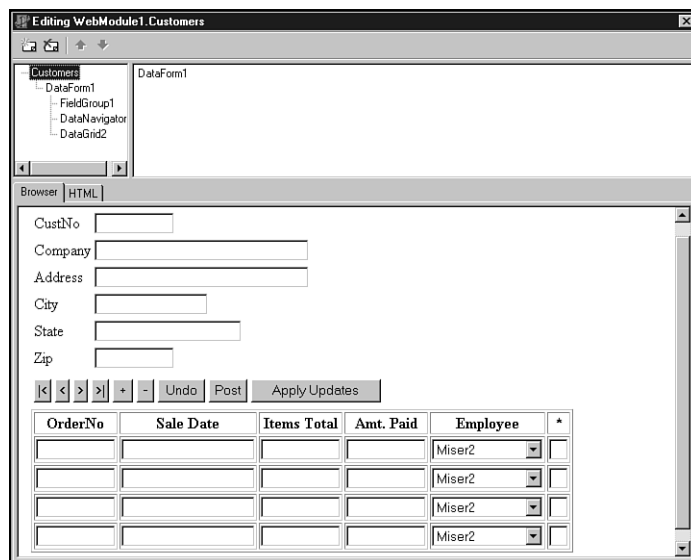 Editing WebModule1.Customers
Customers
DataForm1
FieldGroup1
DataNavigator
DataGrid2
DataForm1
Browser HTML
CustNo
Company
Address
City
State
Zip
|< < > >| + - Undo Post Apply Updates
OrderNo Sale Date Items Total Amt. Paid Employee *
Miser2
Miser2
Miser2
Miser2